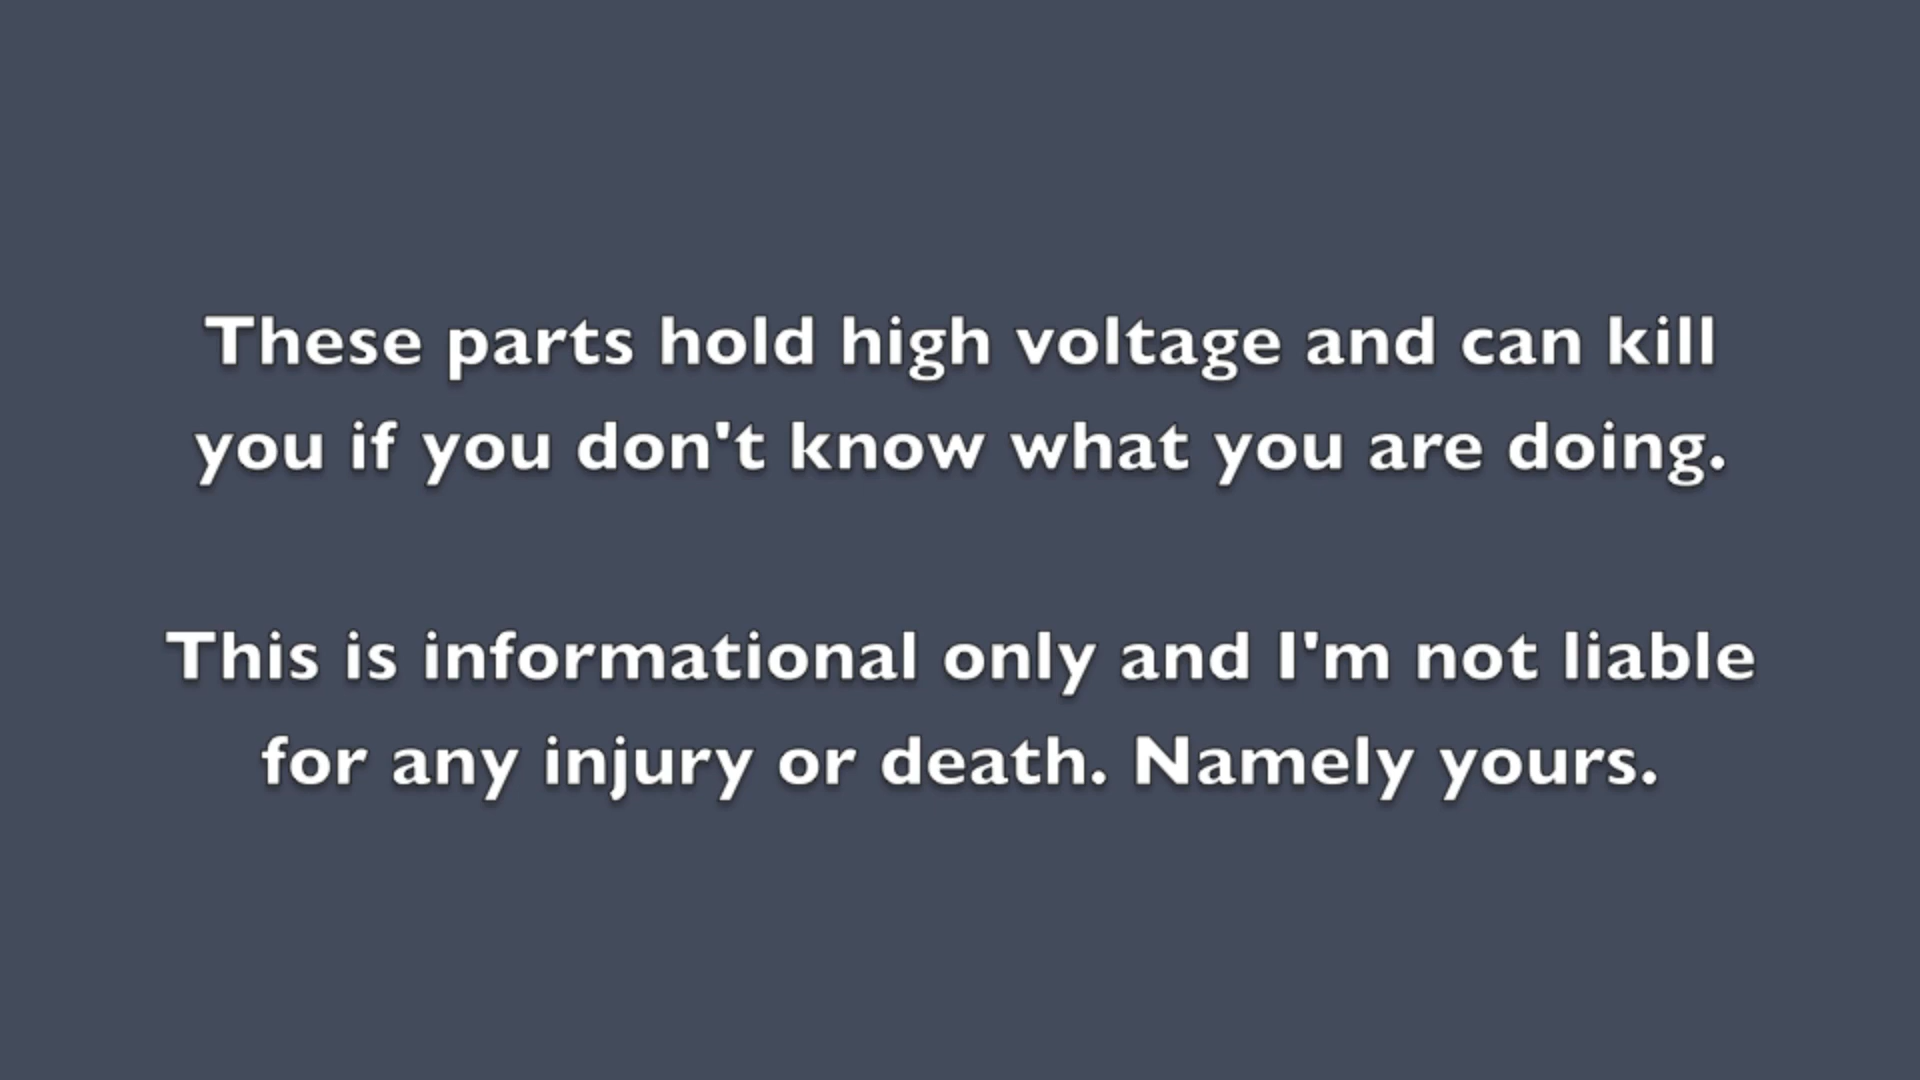 These parts hold high voltage and can kill
you if you don't know what you are doing.
This is informational only and I'm not liable
for any injury or death. Namely yours.